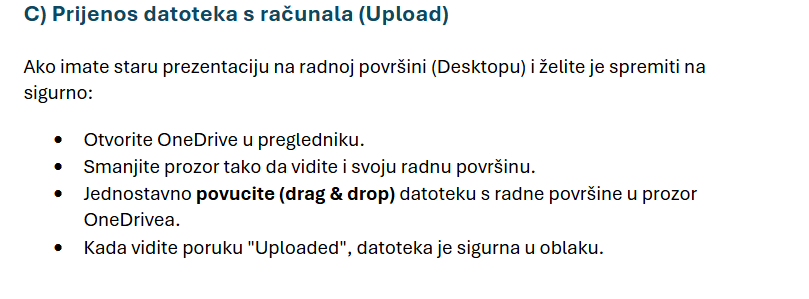 C) Prijenos datoteka s računala (Upload)
Ako imate staru prezentaciju na radnoj površini (Desktopu) i želite je spremiti na
sigurno:
• Otvorite OneDrive u pregledniku.
• Smanjite prozor tako da vidite i svoju radnu površinu.
• Jednostavno povucite (drag & drop) datoteku s radne površine u prozor
OneDrivea.
• Kada vidite poruku "Uploaded", datoteka je sigurna u oblaku.